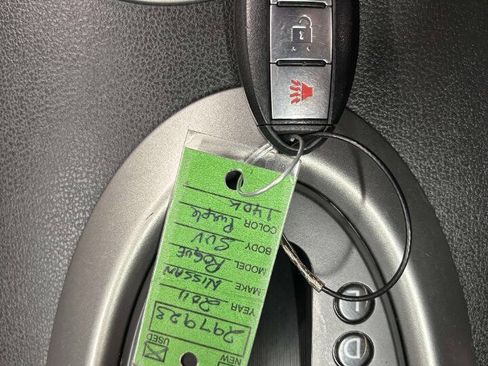 NEW
USED
297923
YEAR 2011
MAKE NISSAN
MODEL ROGUE
BODY SUV
COLOR Purple
140K
L
D